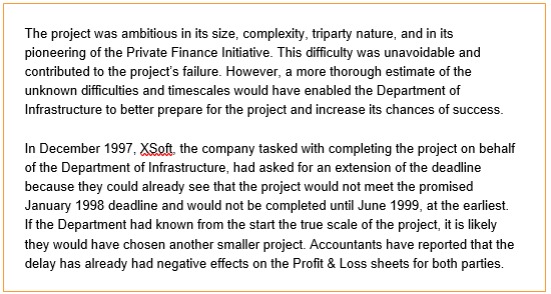 The project was ambitious in its size, complexity, triparty nature, and in its
pioneering of the Private Finance Initiative. This difficulty was unavoidable and
contributed to the project's failure. However, a more thorough estimate of the
unknown difficulties and timescales would have enabled the Department of
Infrastructure to better prepare for the project and increase its chances of success.
In December 1997, XSoft, the company tasked with completing the project on behalf
of the Department of Infrastructure, had asked for an extension of the deadline
because they could already see that the project would not meet the promised
January 1998 deadline and would not be completed until June 1999, at the earliest.
If the Department had known from the start the true scale of the project, it is likely
they would have chosen another smaller project. Accountants have reported that the
delay has already had negative effects on the Profit & Loss sheets for both parties.